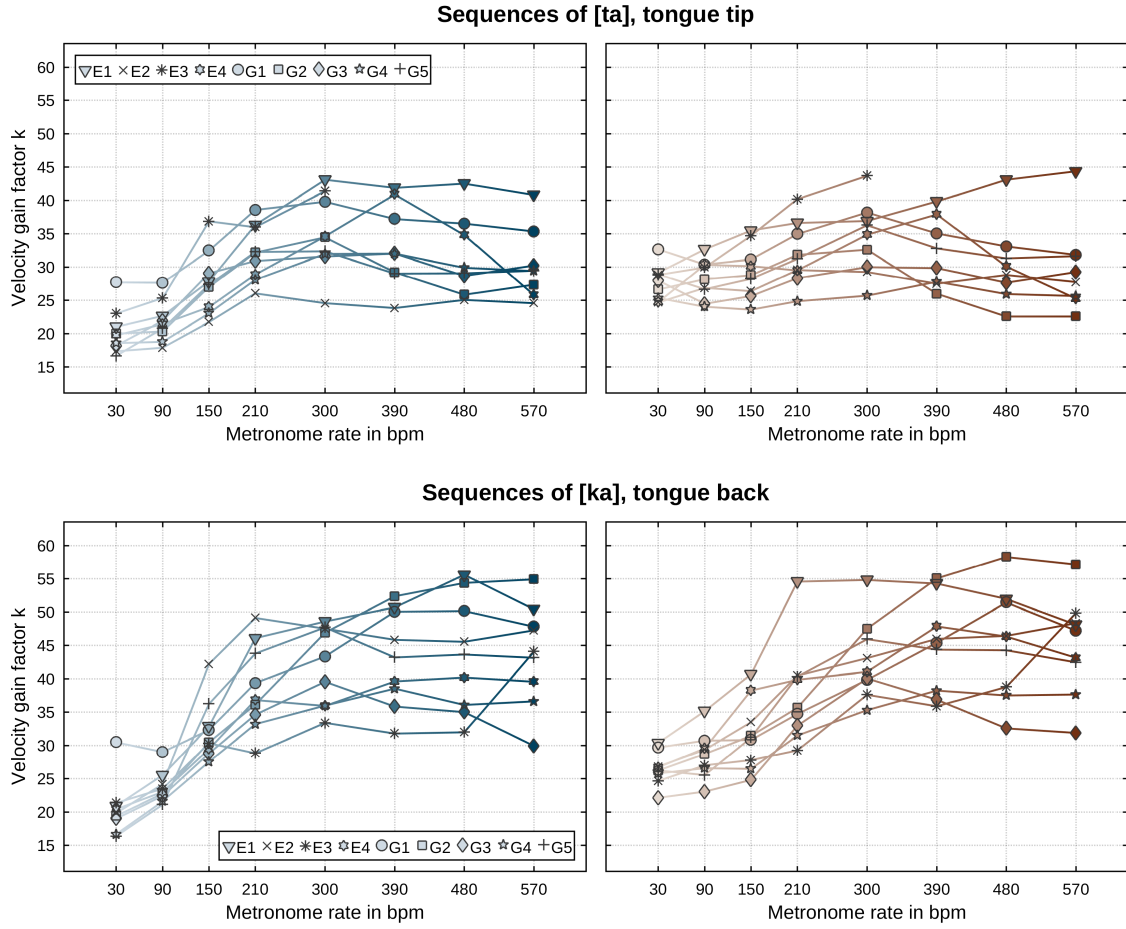 Sequences of [ta], tongue tip
Velocity gain factor k
60
55
50
45
40
35
30
25
20
15
E1 E2 E3 E4 G1 G2 G3 G4 G5
30 90 150 210 300 390 480 570
Metronome rate in bpm
30 90 150 210 300 390 480 570
Metronome rate in bpm
Sequences of [ka], tongue back
Velocity gain factor k
60
55
50
45
40
35
30
25
20
15
E1 E2 E3 E4 G1 G2 G3 G4 G5
30 90 150 210 300 390 480 570
Metronome rate in bpm
30 90 150 210 300 390 480 570
Metronome rate in bpm